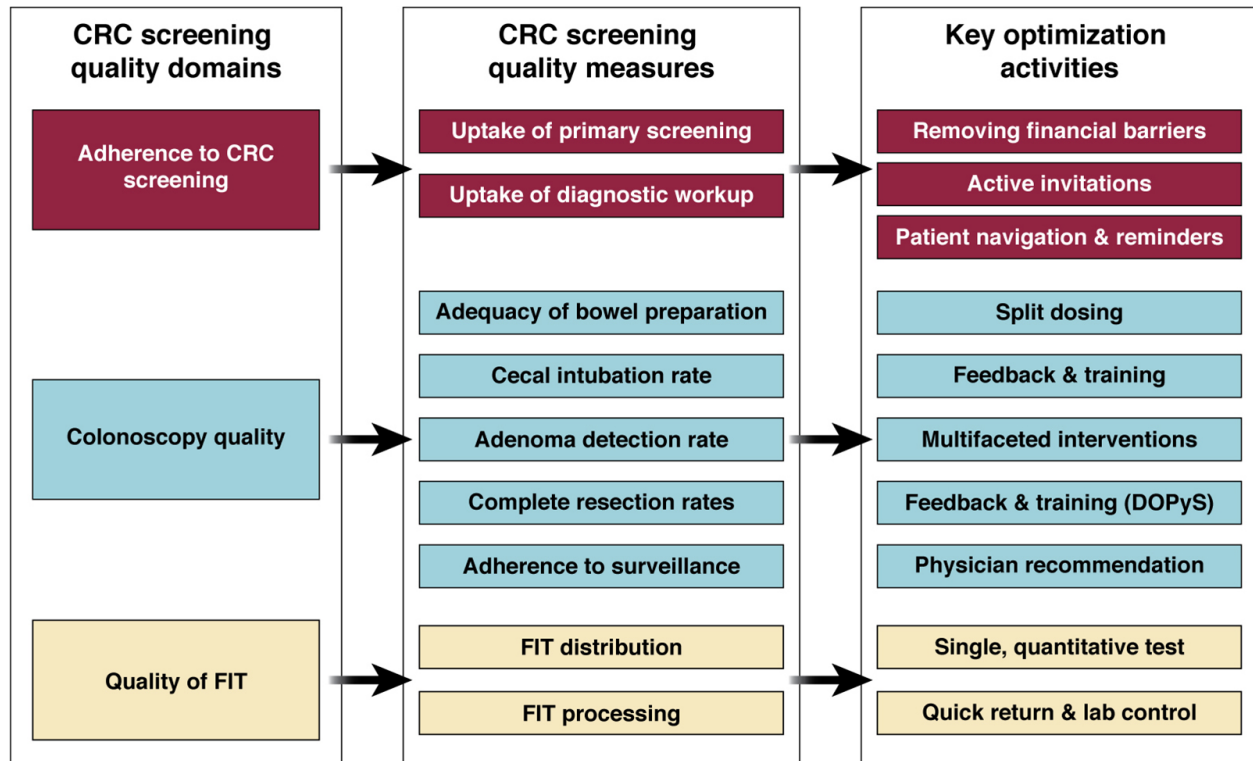 CRC screening
quality domains
Adherence to CRC
screening
Colonoscopy quality
Quality of FIT
CRC screening
quality measures
Uptake of primary screening
Uptake of diagnostic workup
Adequacy of bowel preparation
Cecal intubation rate
Adenoma detection rate
Complete resection rates
Adherence to surveillance
FIT distribution
FIT processing
Key optimization
activities
Removing financial barriers
Active invitations
Patient navigation & reminders
Split dosing
Feedback & training
Multifaceted interventions
Feedback & training (DOPyS)
Physician recommendation
Single, quantitative test
Quick return & lab control